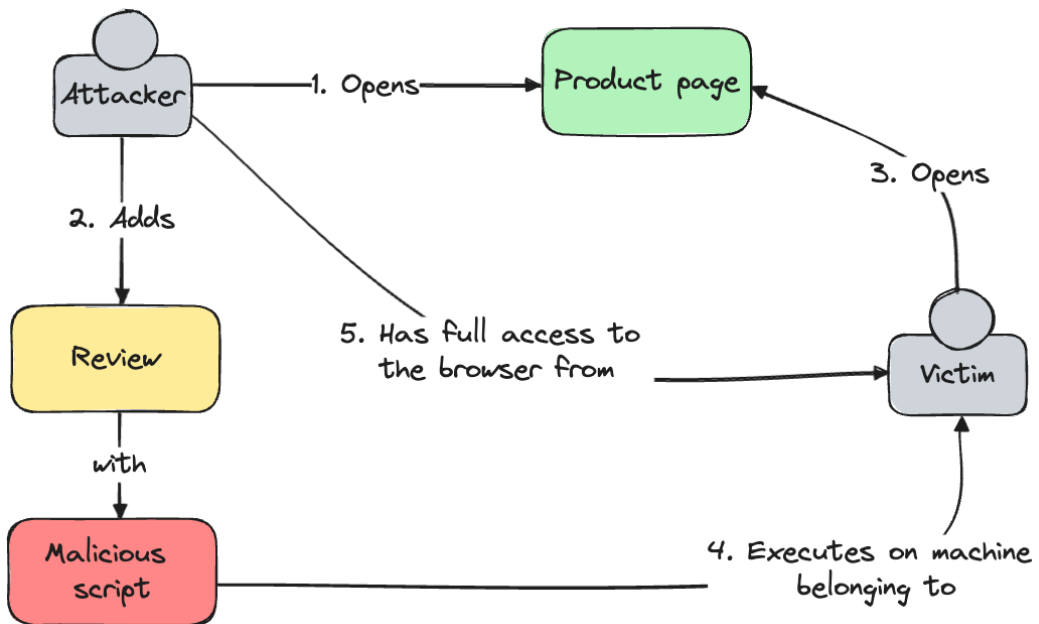 Attacker
1. Opens
Product page
3. Opens
2. Adds
5. Has full access to
the browser from
Review
Victim
with
Malicious
script
4. Executes on machine
belonging to